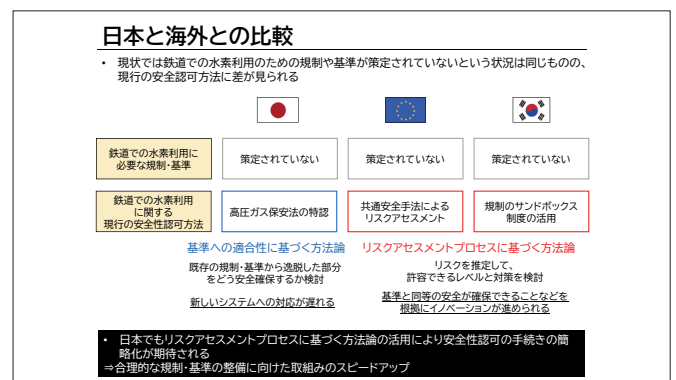 日本と海外との比較
• 現状では鉄道での水素利用のための規制や基準が策定されていないという状況は同じものの、
現行の安全認可方法に差が見られる
鉄道での水素利用に
必要な規制・基準
策定されていない
策定されていない
策定されていない
鉄道での水素利用
に関する
現行の安全性認可方法
高圧ガス保安法の特認
共通安全手法による
リスクアセスメント
規制のサンドボックス
制度の活用
基準への適合性に基づく方法論
リスクアセスメントプロセスに基づく方法論
既存の規制・基準から逸脱した部分
をどう安全確保するか検討
リスクを推定して、
許容できるレベルと対策を検討
新しいシステムへの対応が遅れる
基準と同等の安全が確保できることなどを
根拠にイノベーションが進められる
• 日本でもリスクアセスメントプロセスに基づく方法論の活用により安全性認可の手続きの簡
略化が期待される
⇒合理的な規制・基準の整備に向けた取組みのスピードアップ